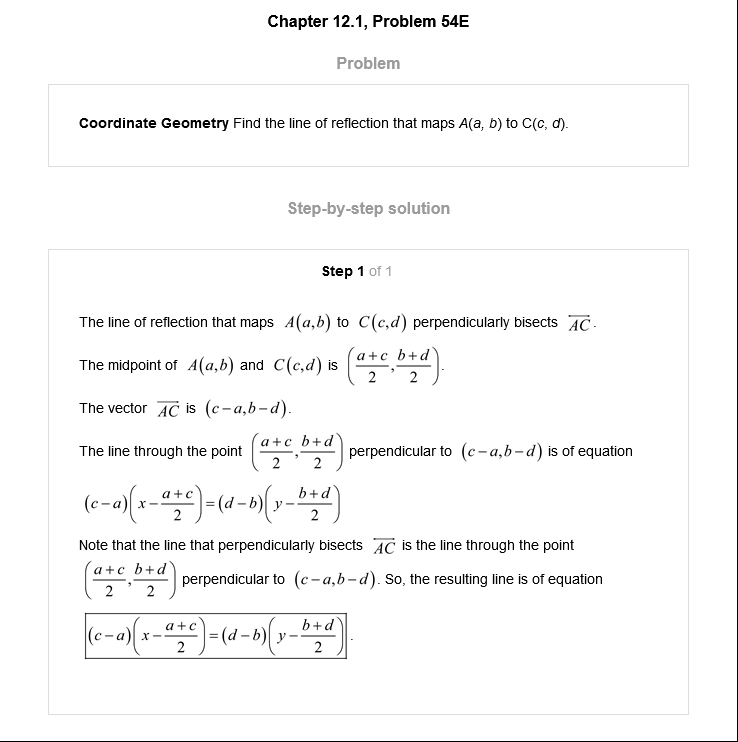 Chapter 12.1, Problem 54E
Problem
Coordinate Geometry Find the line of reflection that maps A(a, b) to C(c, d).
Step-by-step solution
Step 1 of 1
The line of reflection that maps A(a,b) to C(c,d) perpendicularly bisects \overline{AC}.
The midpoint of A(a,b) and C(c,d) is \left(\frac{a+c}{2},\frac{b+d}{2}\right).
The vector \overline{AC} is (c−a,b−d).
The line through the point \left(\frac{a+c}{2},\frac{b+d}{2}\right) perpendicular to (c−a,b−d) is of equation
(c−a)\left(x−\frac{a+c}{2}\right)=(d−b)\left(y−\frac{b+d}{2}\right)
Note that the line that perpendicularly bisects \overline{AC} is the line through the point
\left(\frac{a+c}{2},\frac{b+d}{2}\right) perpendicular to (c−a,b−d). So, the resulting line is of equation
(c−a)\left(x−\frac{a+c}{2}\right)=(d−b)\left(y−\frac{b+d}{2}\right).